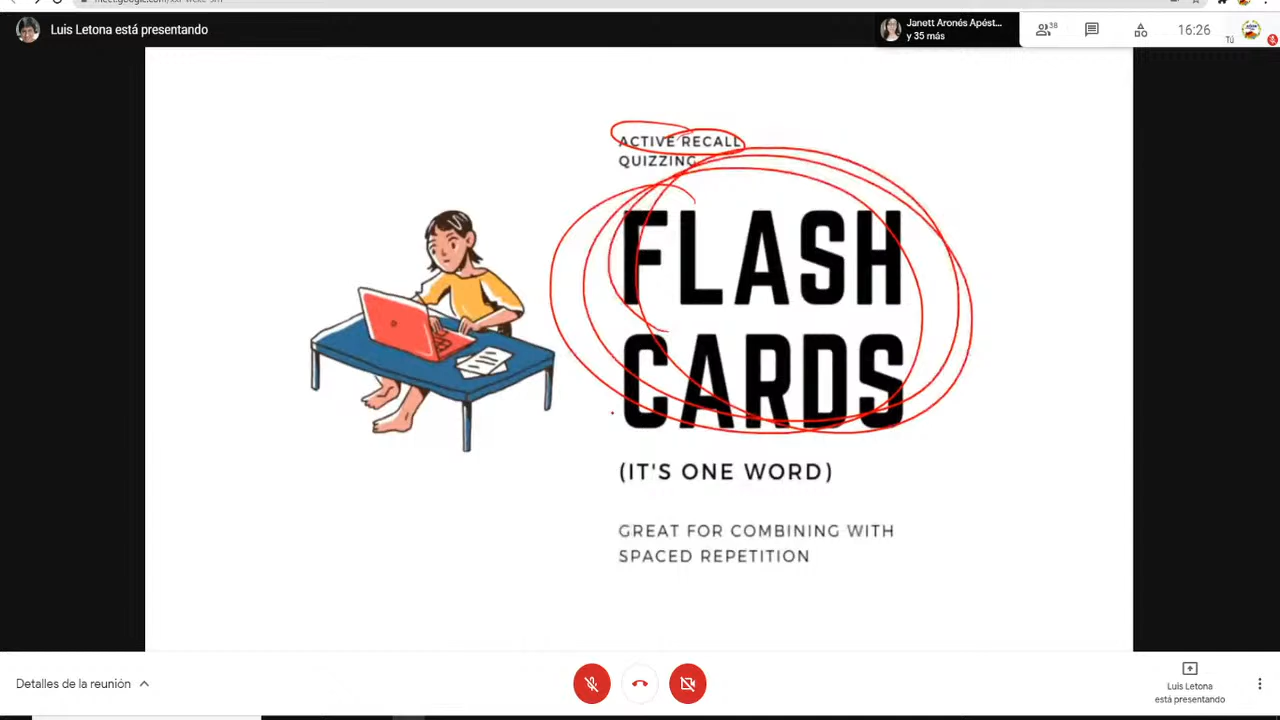 Luis Letona está presentando
Janett Aronés Apést...
y 35 más
38
16:26
Tú
ACTIVE RECALL
QUIZZING
FLASH
CARDS
(IT'S ONE WORD)
GREAT FOR COMBINING WITH
SPACED REPETITION
Detalles de la reunión
Luis Letona
está presentando